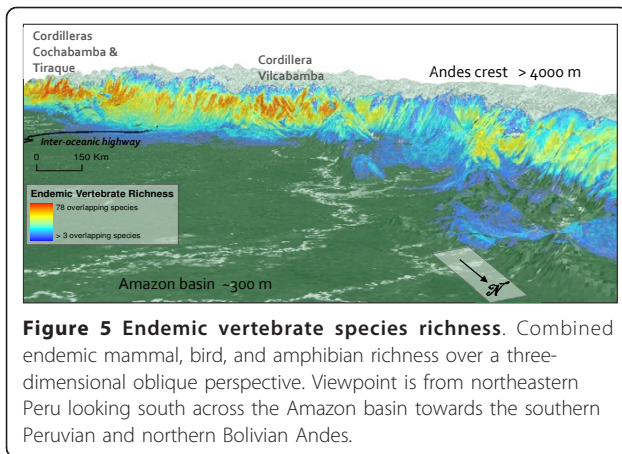 Cordilleras
Cochabamba &
Tiraque
Cordillera
Vilcabamba
Andes crest > 4000 m
Inter-oceanic highway
0 150 Km
Endemic Vertebrate Richness
78 overlapping species
> 3 overlapping species
Amazon basin ~300 m
N
Figure 5 Endemic vertebrate species richness. Combined
endemic mammal, bird, and amphibian richness over a three-
dimensional oblique perspective. Viewpoint is from northeastern
Peru looking south across the Amazon basin towards the southern
Peruvian and northern Bolivian Andes.